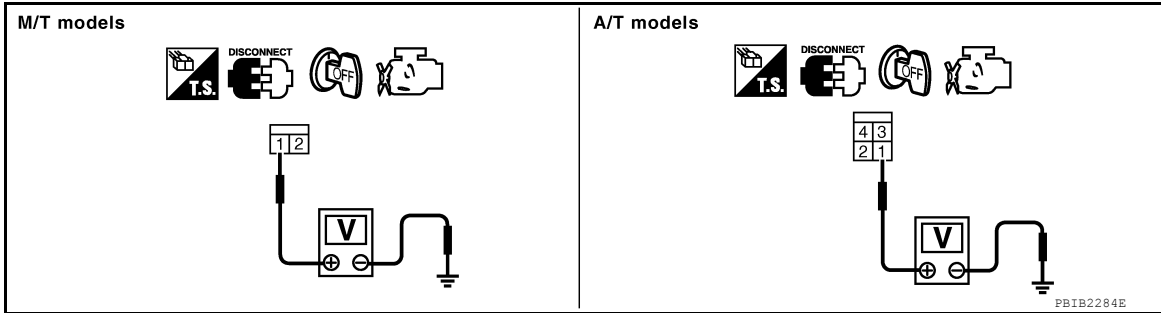 M/T models
T.S.
DISCONNECT
OFF
1 2
V
+ −
A/T models
T.S.
DISCONNECT
OFF
4 3
2 1
V
+ −
PBIB2284E